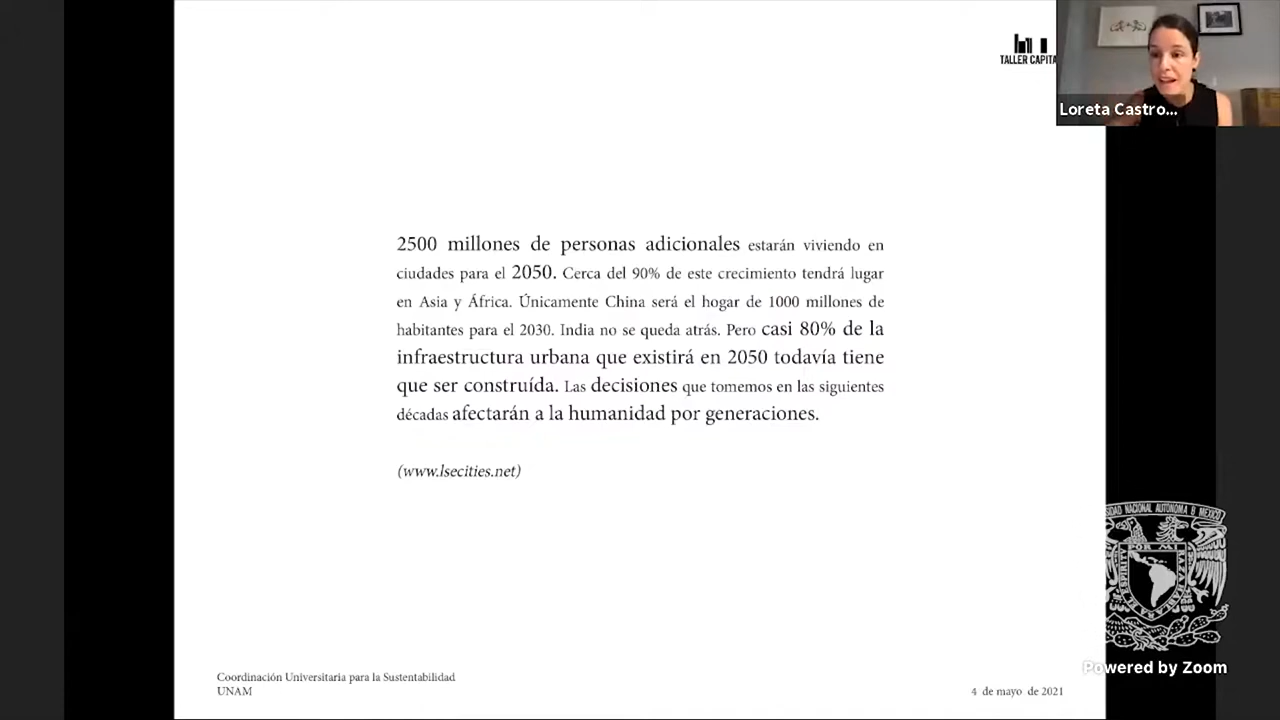 TALLER CAPITA
Loreta Castro...
2500 millones de personas adicionales estarán viviendo en
ciudades para el 2050. Cerca del 90% de este crecimiento tendrá lugar
en Asia y África. Únicamente China será el hogar de 1000 millones de
habitantes para el 2030. India no se queda atrás. Pero casi 80% de la
infraestructura urbana que existirá en 2050 todavía tiene
que ser construída. Las decisiones que tomemos en las siguientes
décadas afectarán a la humanidad por generaciones.
(www.lsecities.net)
Coordinación Universitaria para la Sustentabilidad
UNAM
4 de mayo de 2021
Powered by Zoom